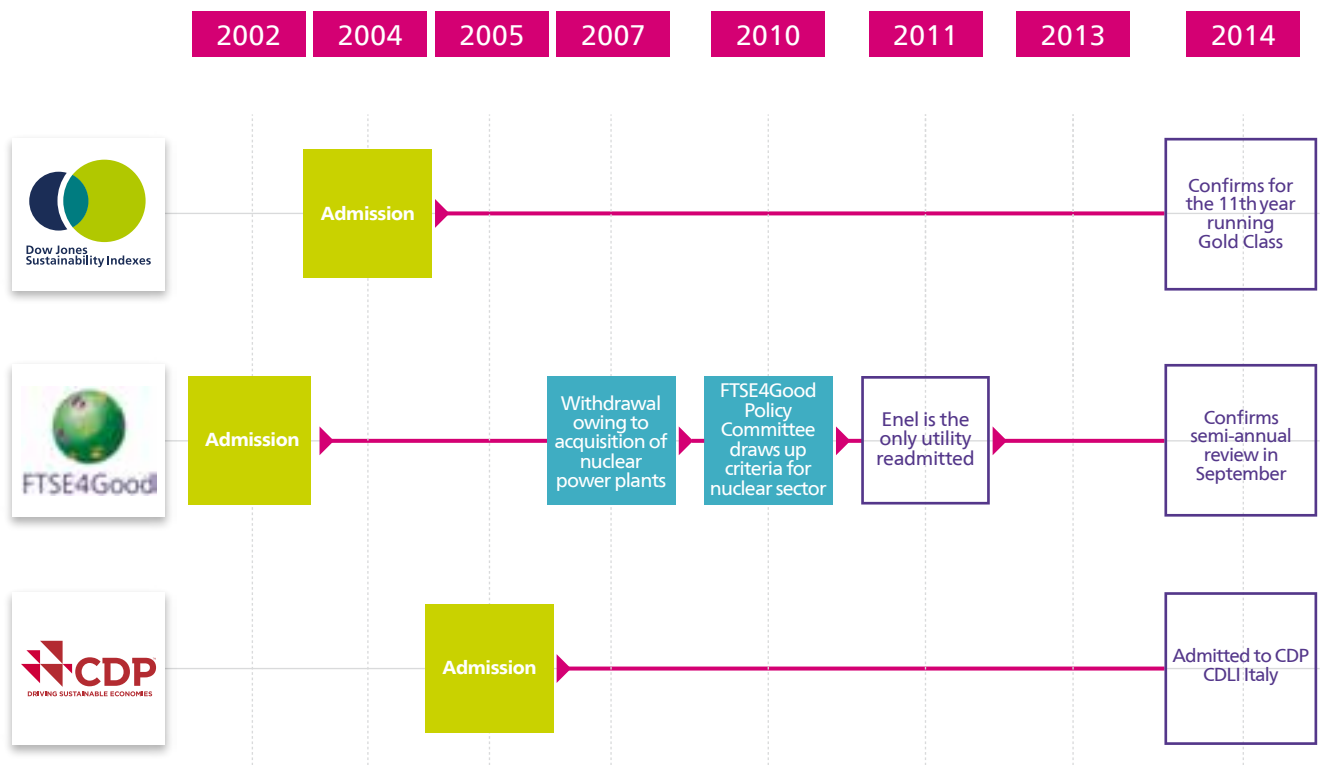 2002
2004
2005
2007
2010
2011
2013
2014
Dow Jones
Sustainability Indexes
Admission
Confirms for
the 11th year
running
Gold Class
FTSE4Good
Admission
Withdrawal
owing to
acquisition of
nuclear
power plants
FTSE4Good
Policy
Committee
draws up
criteria for
nuclear sector
Enel is the
only utility
readmitted
Confirms
semi-annual
review in
September
CDP
DRIVING SUSTAINABLE ECONOMIES
Admission
Admitted to CDP
CDLI Italy